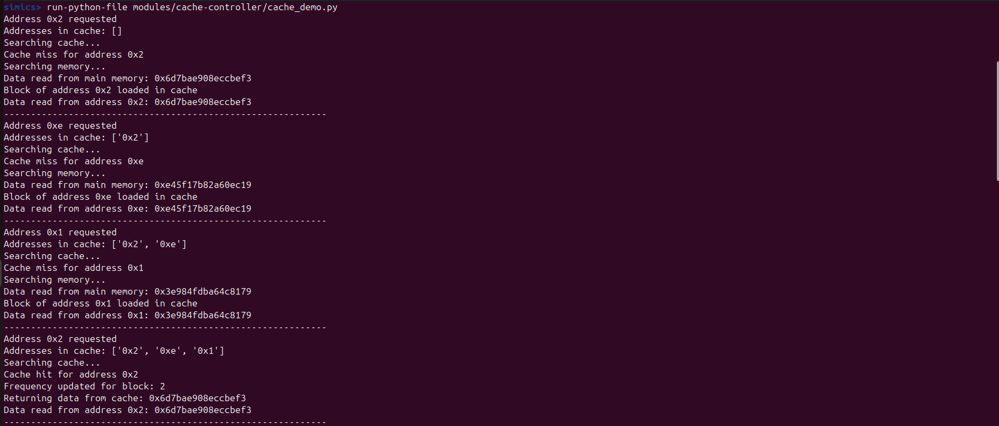 simics> run-python-file modules/cache-controller/cache_demo.py
Address 0x2 requested
Addresses in cache: []
Searching cache...
Cache miss for address 0x2
Searching memory...
Data read from main memory: 0x6d7bae908eccbef3
Block of address 0x2 loaded in cache
Data read from address 0x2: 0x6d7bae908eccbef3
------------------------------------------------------------
Address 0xe requested
Addresses in cache: ['0x2']
Searching cache...
Cache miss for address 0xe
Searching memory...
Data read from main memory: 0xe45f17b82a60ec19
Block of address 0xe loaded in cache
Data read from address 0xe: 0xe45f17b82a60ec19
------------------------------------------------------------
Address 0x1 requested
Addresses in cache: ['0x2', '0xe']
Searching cache...
Cache miss for address 0x1
Searching memory...
Data read from main memory: 0x3e984fdba64c8179
Block of address 0x1 loaded in cache
Data read from address 0x1: 0x3e984fdba64c8179
------------------------------------------------------------
Address 0x2 requested
Addresses in cache: ['0x2', '0xe', '0x1']
Searching cache...
Cache hit for address 0x2
Frequency updated for block: 2
Returning data from cache: 0x6d7bae908eccbef3
Data read from address 0x2: 0x6d7bae908eccbef3
------------------------------------------------------------